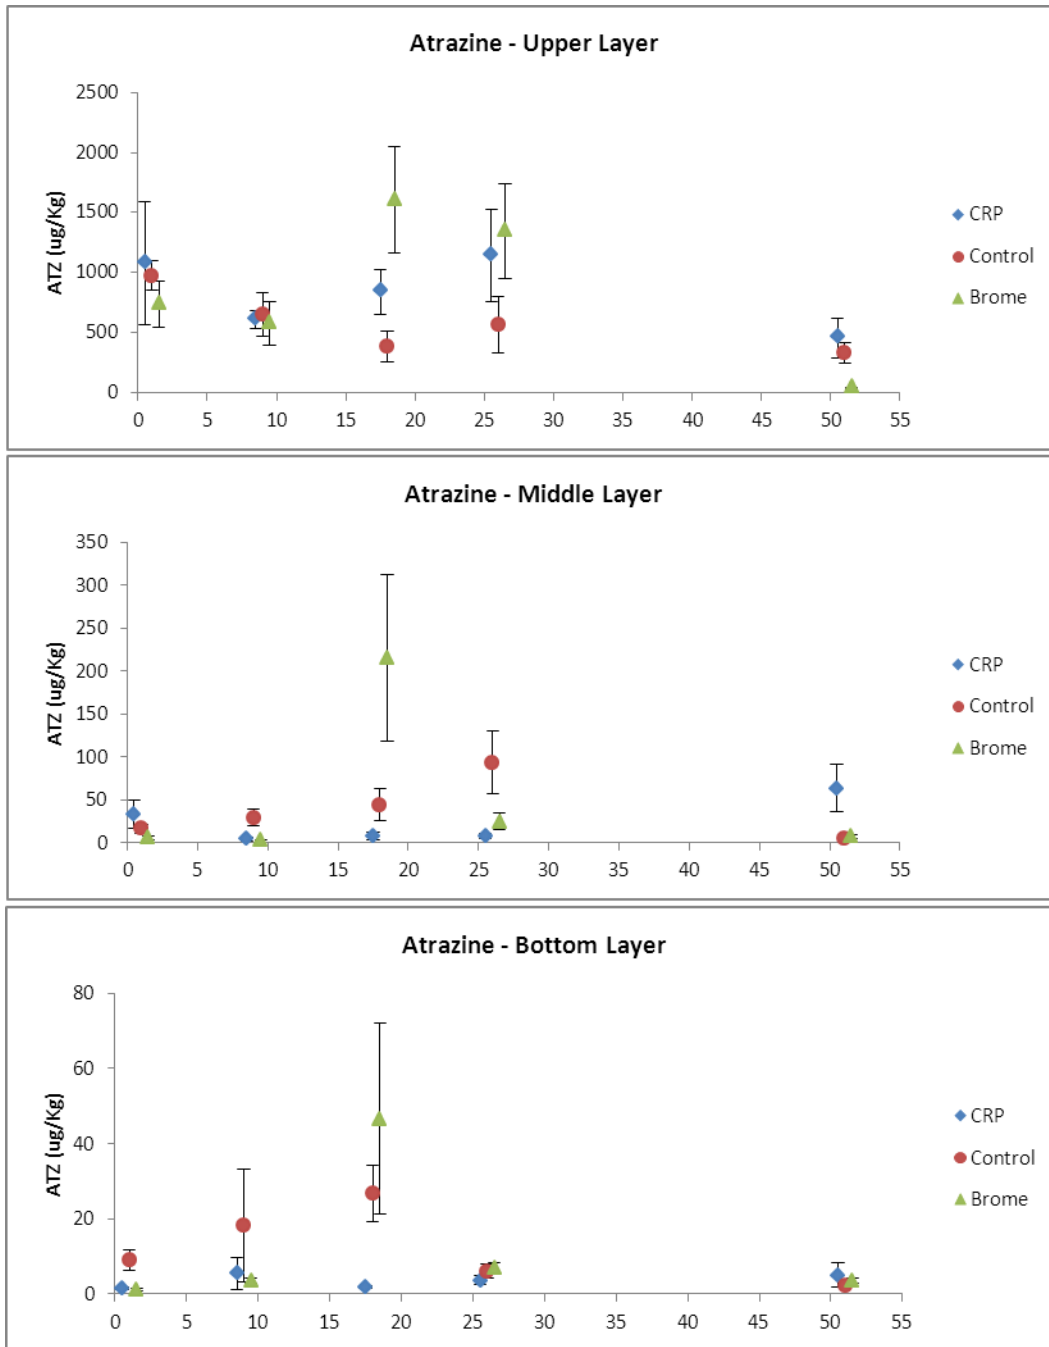 Atrazine - Upper Layer
2500
2000
1500
1000
500
0
ATZ (ug/Kg)
0 5 10 15 20 25 30 35 40 45 50 55
CRP
Control
Brome
Atrazine - Middle Layer
350
300
250
200
150
100
50
0
ATZ (ug/Kg)
0 5 10 15 20 25 30 35 40 45 50 55
CRP
Control
Brome
Atrazine - Bottom Layer
80
60
40
20
0
ATZ (ug/Kg)
0 5 10 15 20 25 30 35 40 45 50 55
CRP
Control
Brome